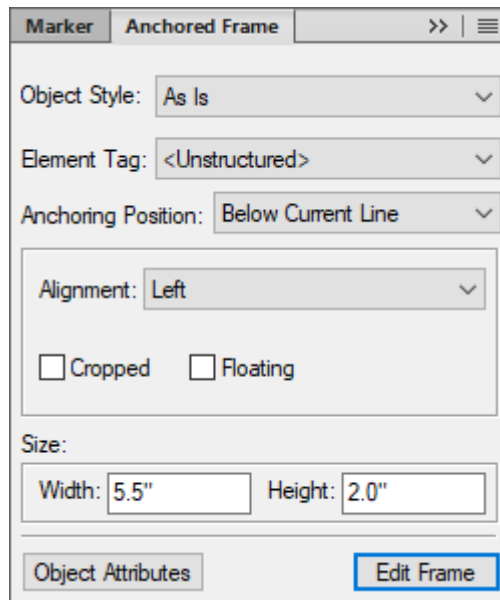 Marker Anchored Frame
Object Style: As Is
Element Tag: <Unstructured>
Anchoring Position: Below Current Line
Alignment: Left
Cropped Floating
Size:
Width: 5.5" Height: 2.0"
Object Attributes Edit Frame